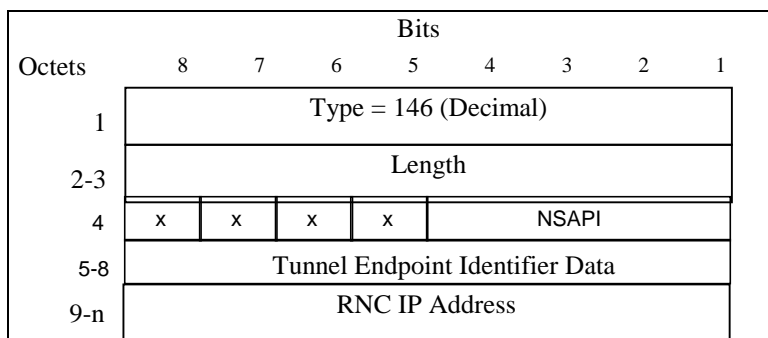 Bits
Octets 8 7 6 5 4 3 2 1
1 Type = 146 (Decimal)
2-3 Length
4 x x x x NSAPI
5-8 Tunnel Endpoint Identifier Data
9-n RNC IP Address